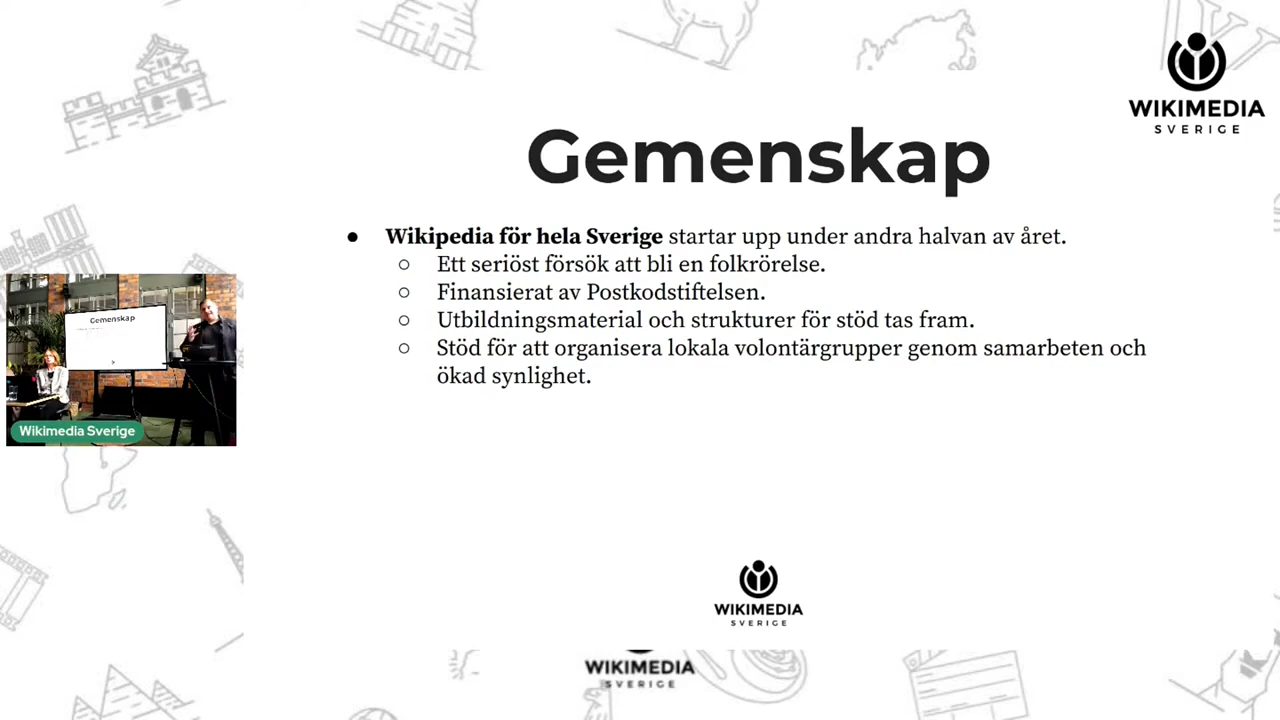 WIKIMEDIA
SVERIGE
Gemenskap
● Wikipedia för hela Sverige startar upp under andra halvan av året.
○ Ett seriöst försök att bli en folkrörelse.
○ Finansierat av Postkodstiftelsen.
○ Utbildningsmaterial och strukturer för stöd tas fram.
○ Stöd för att organisera lokala volontärgrupper genom samarbeten och
ökad synlighet.
Gemenskap
Wikimedia Sverige
WIKIMEDIA
SVERIGE
WIKIMEDIA
SVERIGE